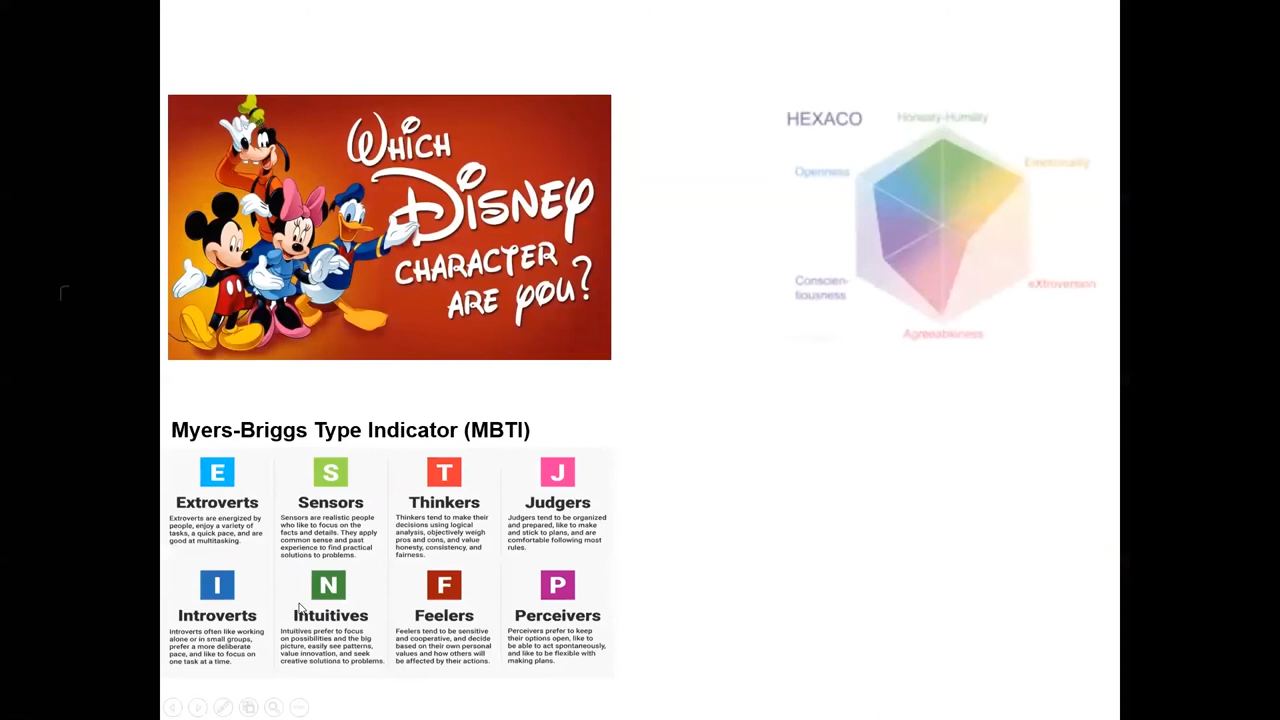 WHICH
DISNEY
CHARACTER
ARE YOU?
HEXACO
Honesty-Humility
Emotionality
Openness
Conscien-
tiousness
eXtroversion
Agreeableness
Myers-Briggs Type Indicator (MBTI)
E
Extroverts
Extroverts are energized by
people, enjoy a variety of
tasks, a quick pace, and are
good at multitasking.
S
Sensors
Sensors are realistic people
who like to focus on the
facts and details. They apply
common sense and past
experience to find practical
solutions to problems.
T
Thinkers
Thinkers tend to make their
decisions using logical
analysis, objectively weigh
pros and cons, and value
honesty, consistency, and
fairness.
J
Judgers
Judgers tend to be organized
and prepared, like to make
and stick to plans, and are
comfortable following most
rules.
I
Introverts
Introverts often like working
alone or in small groups,
prefer a more deliberate
pace, and like to focus on
one task at a time.
N
Intuitives
Intuitives prefer to focus
on possibilities and the big
picture, easily see patterns,
value innovation, and seek
creative solutions to problems.
F
Feelers
Feelers tend to be sensitive
and cooperative, and decide
based on their own personal
values and how others will
be affected by their actions.
P
Perceivers
Perceivers prefer to keep
their options open, like to
be able to act spontaneously,
and like to be flexible with
making plans.